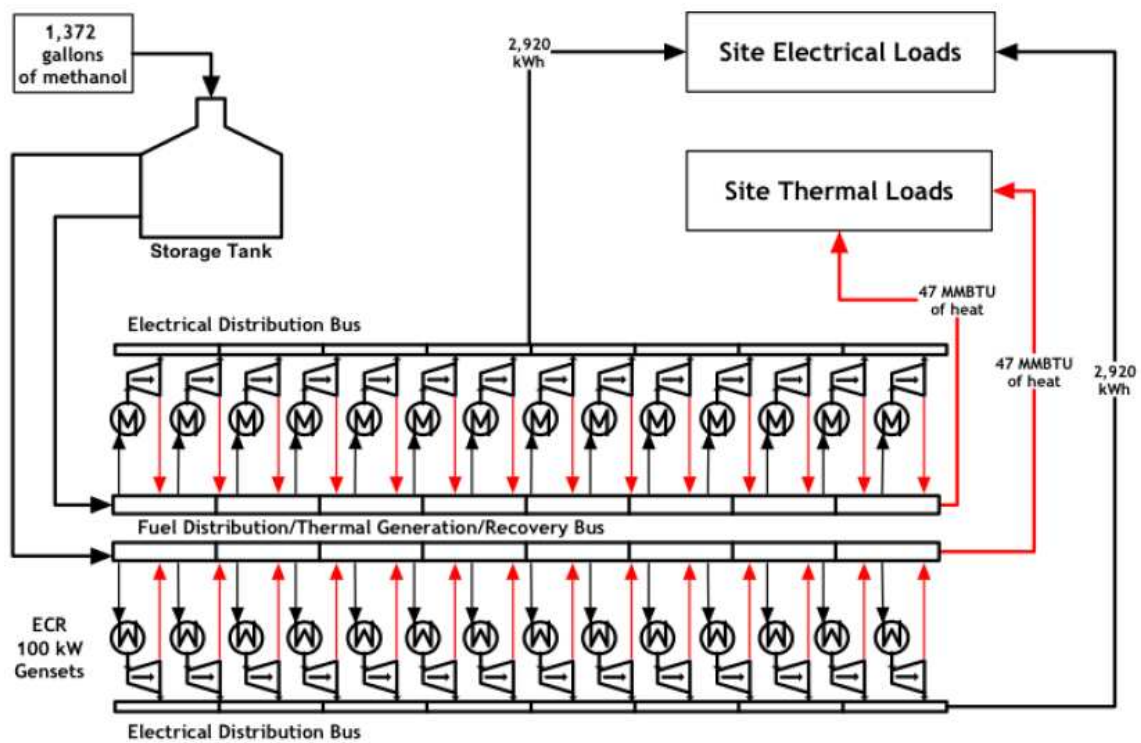 1,372
gallons
of methanol
2,920
kWh
Site Electrical Loads
Site Thermal Loads
Storage Tank
47 MMBTU
of heat
Electrical Distribution Bus
47 MMBTU
of heat
2,920
kWh
M M M M M M M M M M M M M M
Fuel Distribution/Thermal Generation/Recovery Bus
ECR
100 kW
Gensets
M M M M M M M M M M M M M M
Electrical Distribution Bus